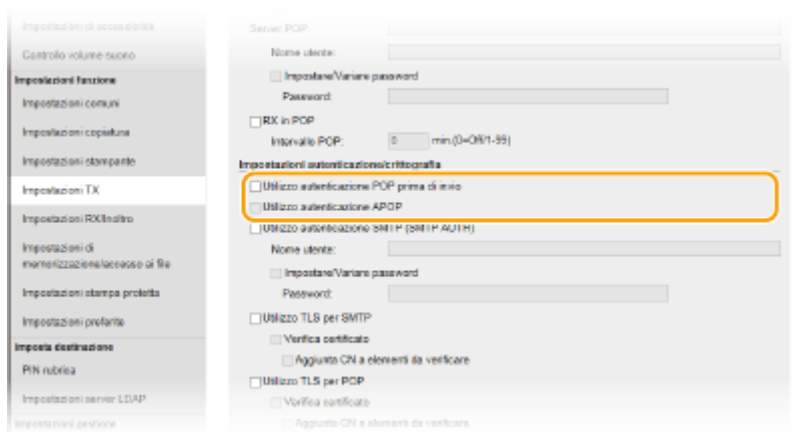 Impostazioni di accessibilità
Controllo volume suono
Impostazioni funzione
Impostazioni comuni
Impostazioni copiatura
Impostazioni stampante
Impostazioni TX
Impostazioni RX/Inoltro
Impostazioni di
memorizzazione/accesso ai file
Impostazioni stampa protetta
Impostazioni preferite
Imposta destinazione
PIN rubrica
Impostazioni server LDAP
Impostazioni gestione
Server POP:
Nome utente:
Impostare/Variare password
Password:
RX in POP
Intervallo POP: 0 min.(0=Off/1-99)
Impostazioni autenticazione/crittografia
Utilizzo autenticazione POP prima di invio
Utilizzo autenticazione APOP
Utilizzo autenticazione SMTP (SMTP AUTH)
Nome utente:
Impostare/Variare password
Password:
Utilizzo TLS per SMTP
Verifica certificato
Aggiunta CN a elementi da verificare
Utilizzo TLS per POP
Verifica certificato
Aggiunta CN a elementi da verificare